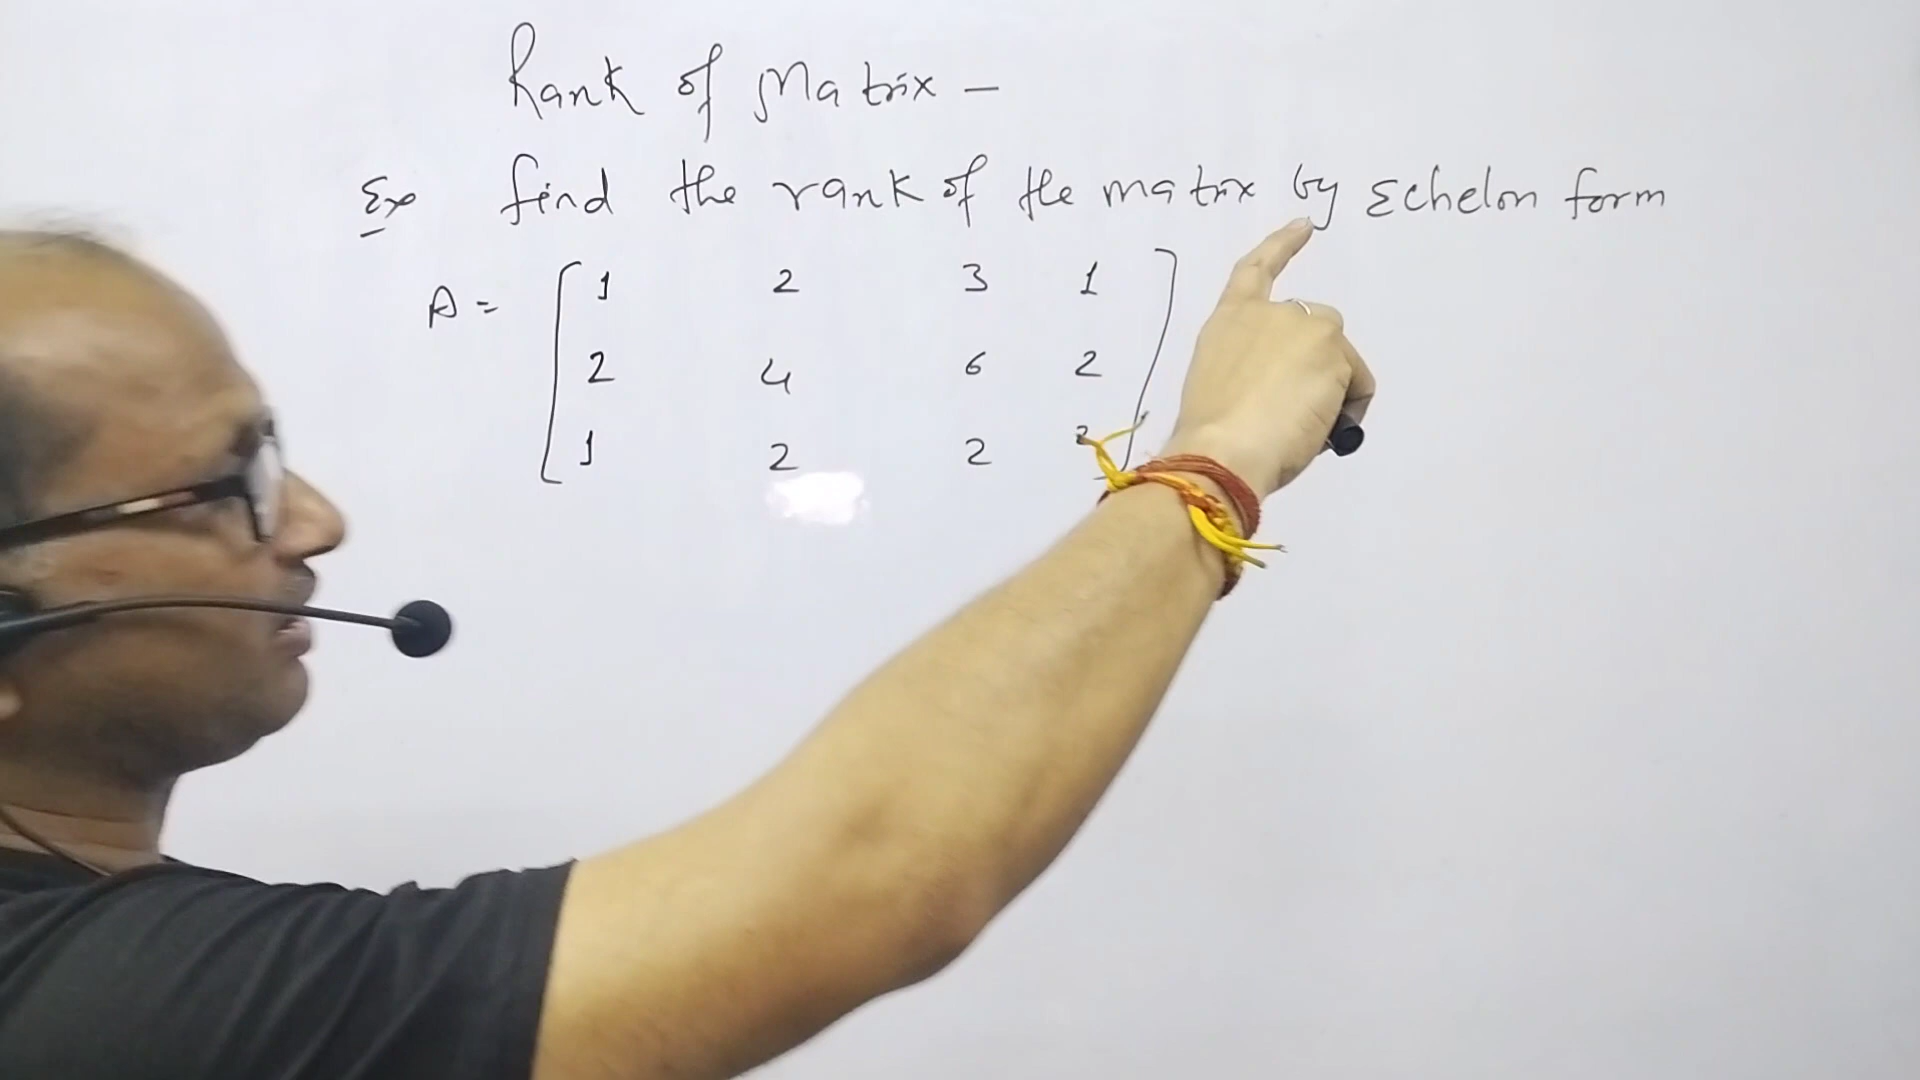 Rank of Matrix -
Ex find the rank of the matrix by Echelon form
A = [ 1 2 3 1
2 4 6 2 ]
1 2 2